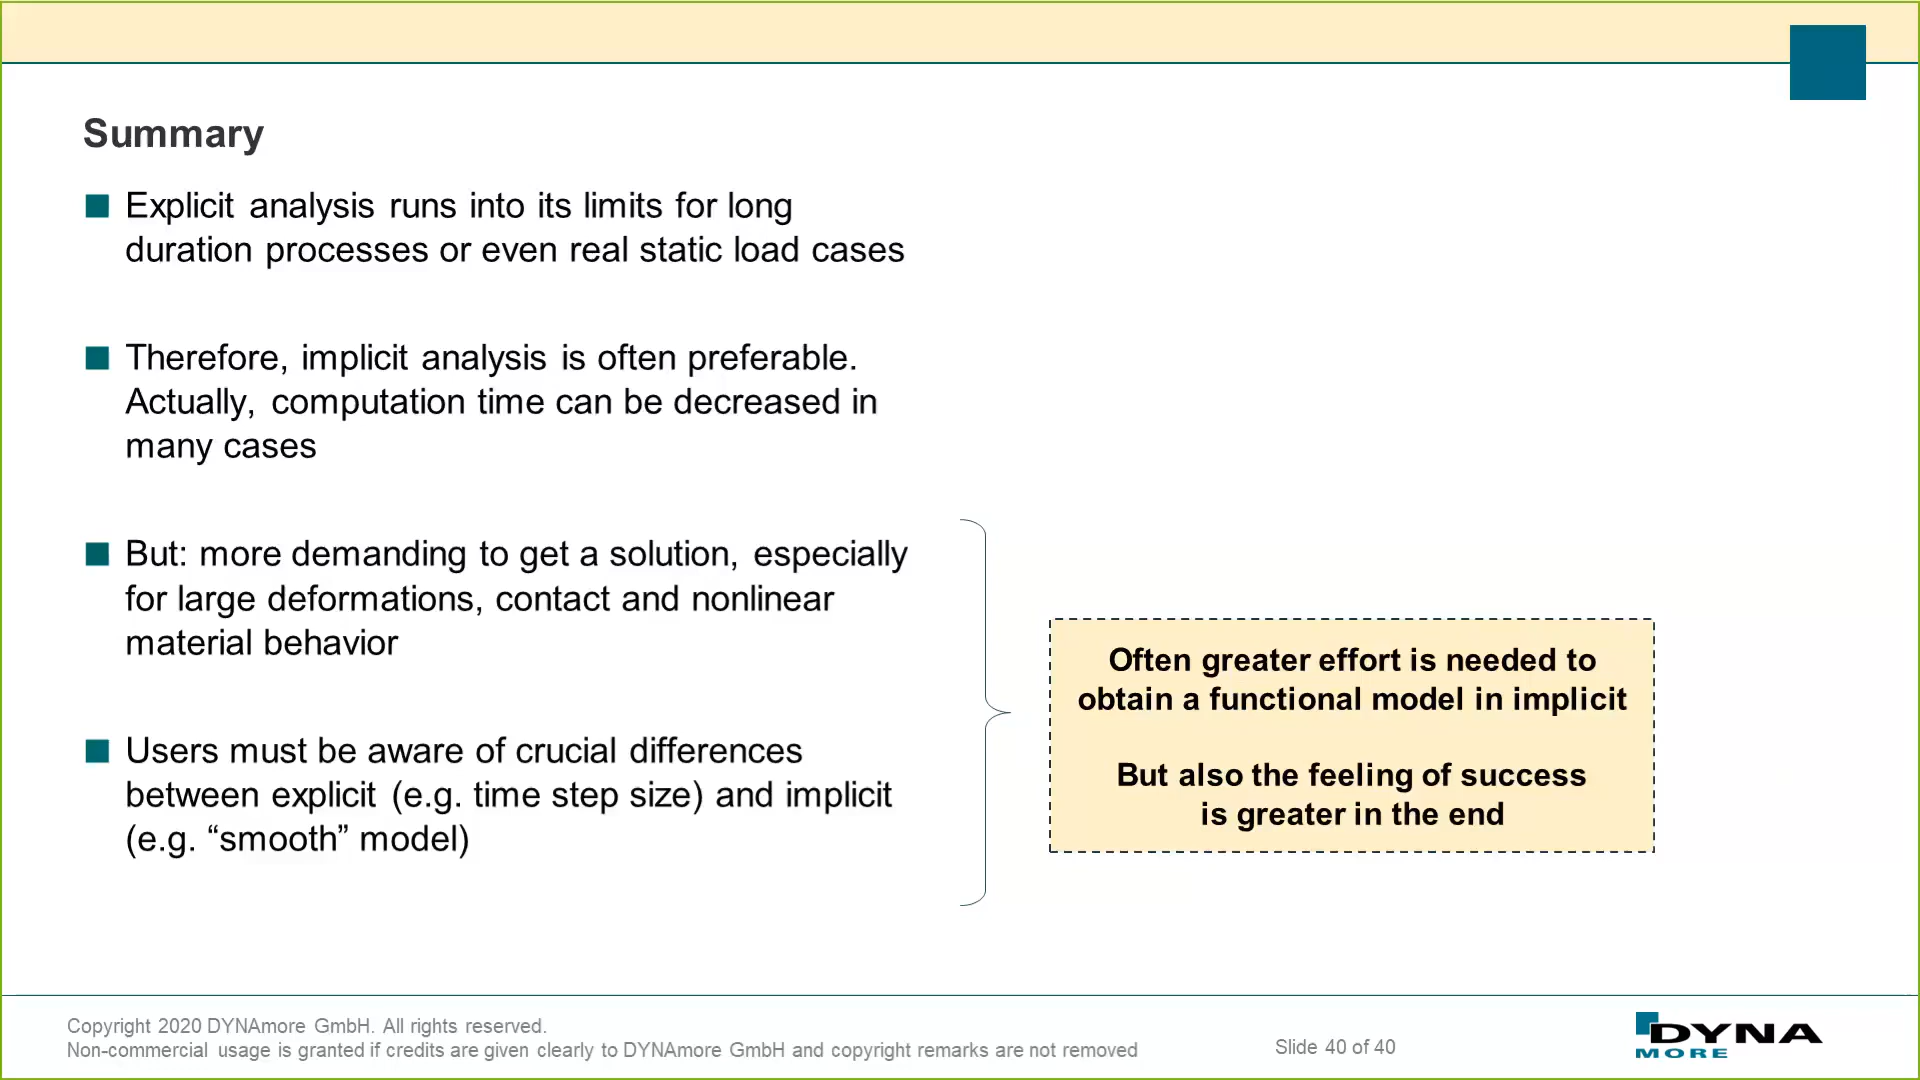 Summary
Explicit analysis runs into its limits for long
duration processes or even real static load cases
Therefore, implicit analysis is often preferable.
Actually, computation time can be decreased in
many cases
But: more demanding to get a solution, especially
for large deformations, contact and nonlinear
material behavior
Users must be aware of crucial differences
between explicit (e.g. time step size) and implicit
(e.g. “smooth” model)
Often greater effort is needed to
obtain a functional model in implicit
But also the feeling of success
is greater in the end
Copyright 2020 DYNAmore GmbH. All rights reserved.
Non-commercial usage is granted if credits are given clearly to DYNAmore GmbH and copyright remarks are not removed
Slide 40 of 40
DYNA
MORE